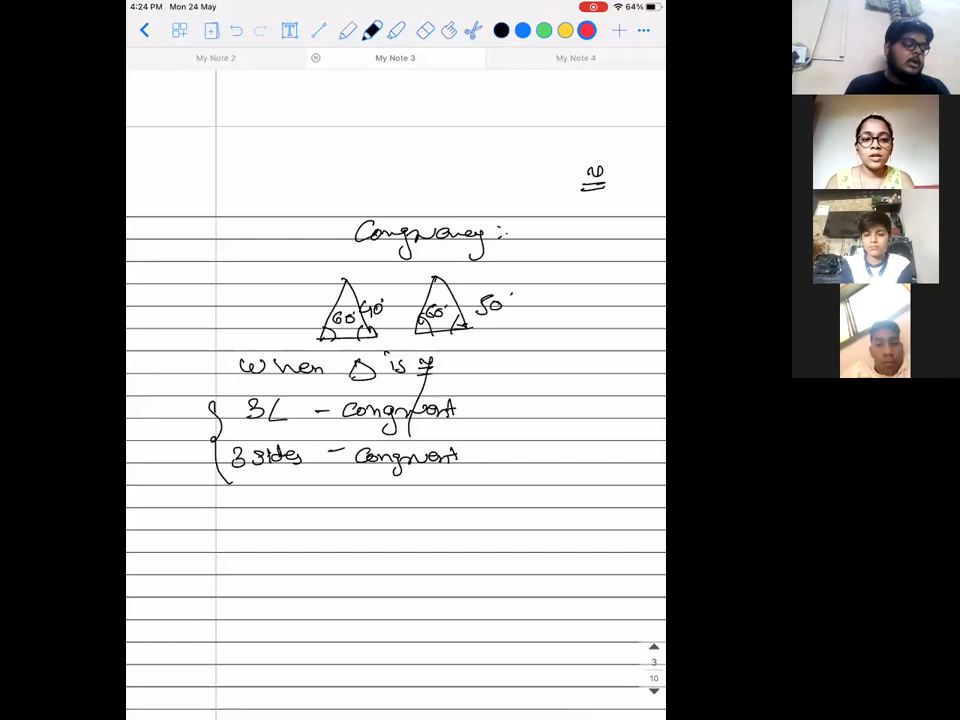 4:24 PM Mon 24 May
64%
My Note 2
My Note 3
My Note 4
≅
Congruency :-
60° 40° 60° 50°
When Δ is ≅
3∠ - congruent
3 sides - congruent
3
10